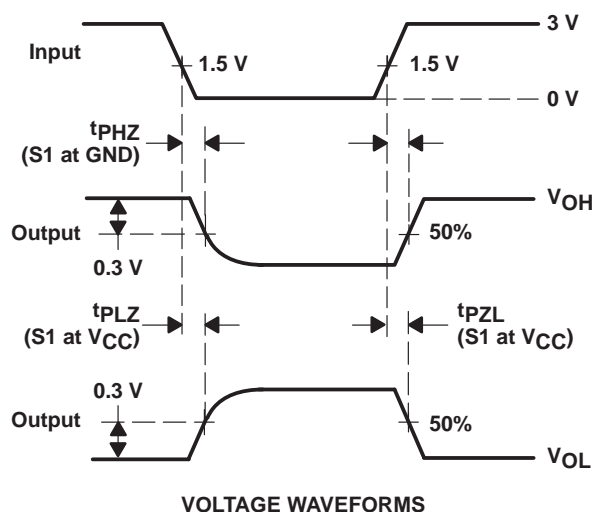 3 V
Input
1.5 V
1.5 V
0 V
tPHZ
(S1 at GND)
VOH
Output
50%
0.3 V
tPLZ
(S1 at VCC)
tPZL
(S1 at VCC)
0.3 V
Output
50%
VOL
VOLTAGE WAVEFORMS